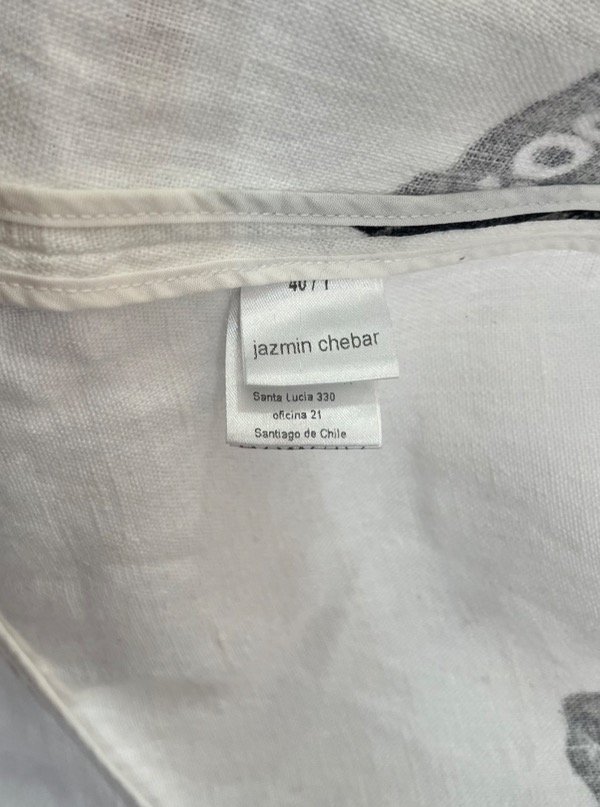 40 / 1
jazmin chebar
Santa Lucia 330
oficina 21
Santiago de Chile